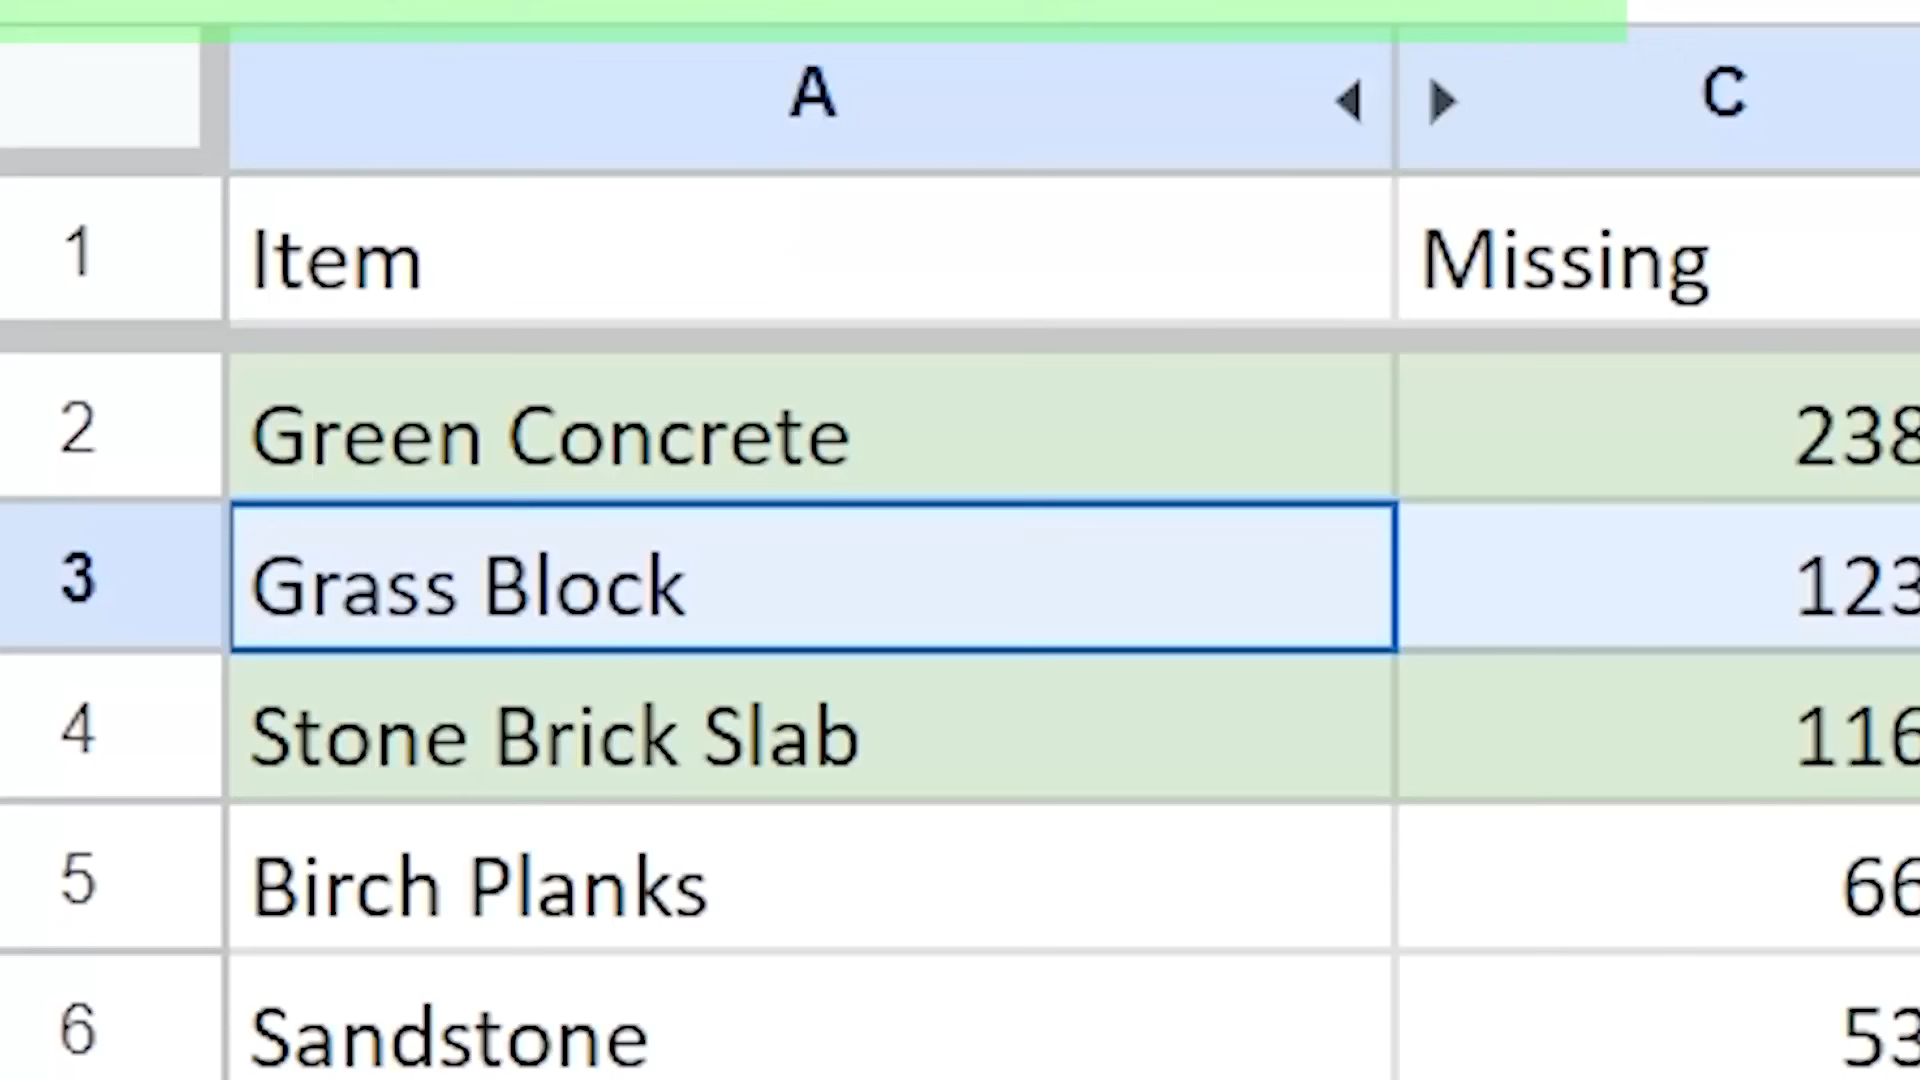 A C
1 Item Missing
2 Green Concrete 238
3 Grass Block 123
4 Stone Brick Slab 116
5 Birch Planks 66
6 Sandstone 53